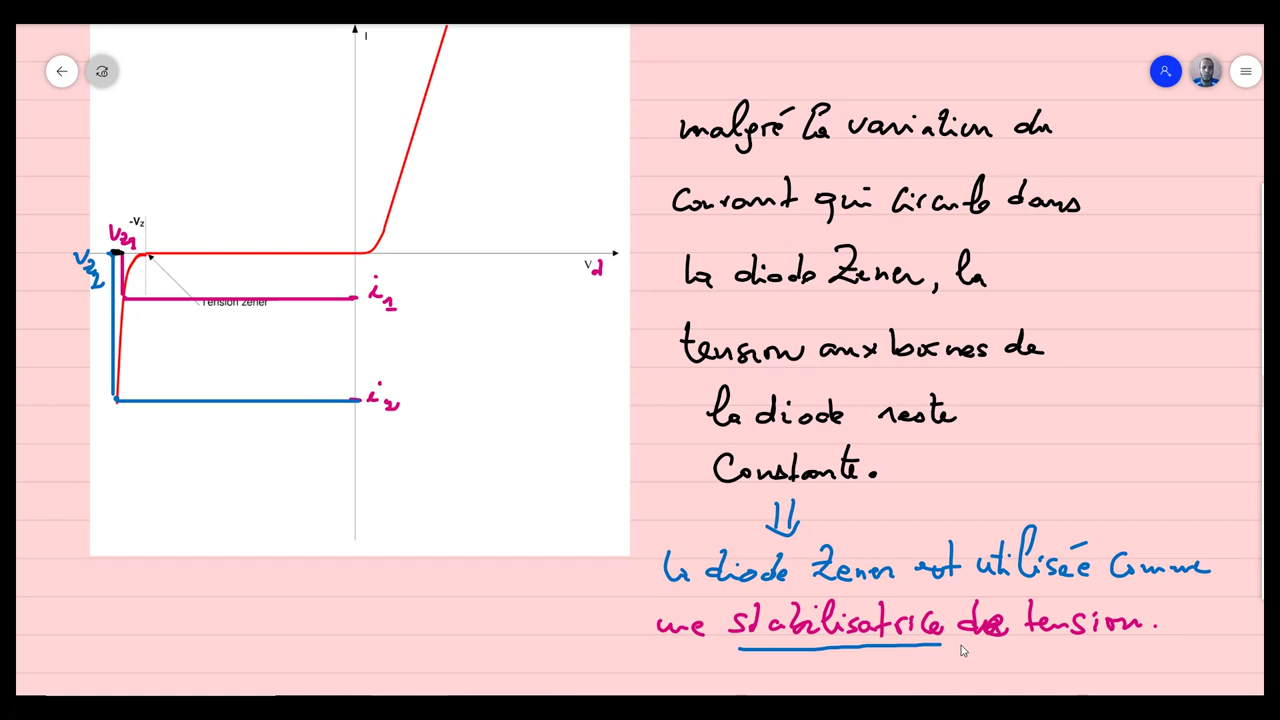 I
-Vz
Vz1
Vz2
Vd
Tension zener
i1
i2
malgré la variation du
courant qui circule dans
la diode Zener, la
tension aux bornes de
la diode reste
Constante.
⇓
la diode Zener est utilisée comme
une stabilisatrice de tension.